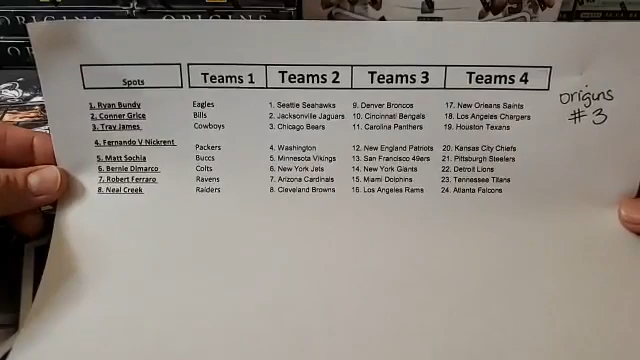 ORIGINS
Spots Teams 1 Teams 2 Teams 3 Teams 4
1. Ryan Bundy Eagles 1. Seattle Seahawks 9. Denver Broncos 17. New Orleans Saints
2. Conner Grice Bills 2. Jacksonville Jaguars 10. Cincinnati Bengals 18. Los Angeles Chargers
3. Tray James Cowboys 3. Chicago Bears 11. Carolina Panthers 19. Houston Texans
4. Fernando V Nickrent Packers 4. Washington 12. New England Patriots 20. Kansas City Chiefs
5. Matt Sochia Buccs 5. Minnesota Vikings 13. San Francisco 49ers 21. Pittsburgh Steelers
6. Bernie Dimarco Colts 6. New York Jets 14. New York Giants 22. Detroit Lions
7. Robert Ferraro Ravens 7. Arizona Cardinals 15. Miami Dolphins 23. Tennessee Titans
8. Neal Creek Raiders 8. Cleveland Browns 16. Los Angeles Rams 24. Atlanta Falcons
origins
#3